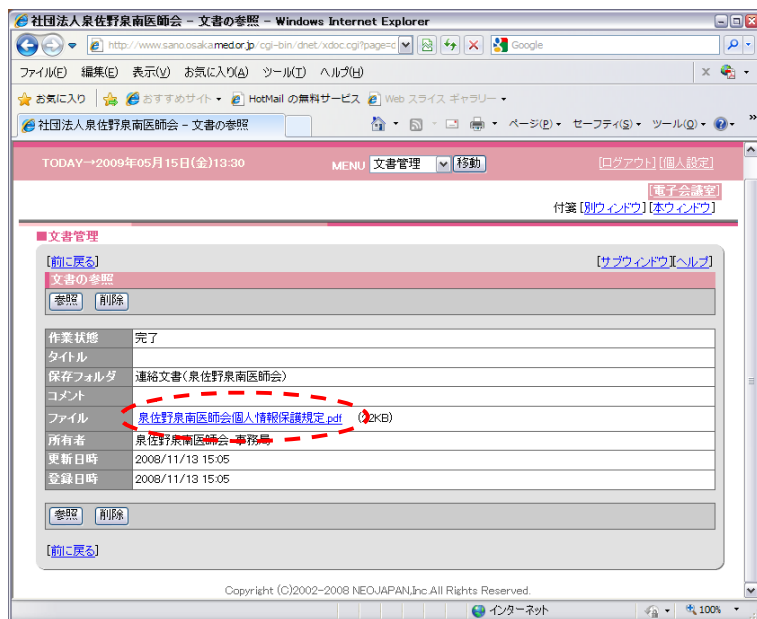 社団法人泉佐野泉南医師会 - 文書の参照 - Windows Internet Explorer
http://www.sano.osaka.med.or.jp/cgi-bin/dnet/xdoc.cgi?page=c
Google
ファイル(F) 編集(E) 表示(V) お気に入り(A) ツール(T) ヘルプ(H)
お気に入り おすすめサイト HotMail の無料サービス Web スライス ギャラリー
社団法人泉佐野泉南医師会 - 文書の参照
ページ(P) セーフティ(S) ツール(O)
TODAY→2009年05月15日(金)13:30 MENU 文書管理 移動 [ログアウト] [個人設定]
[電子会議室]
付箋 [別ウィンドウ] [本ウィンドウ]
■文書管理
[前に戻る] [サブウィンドウ][ヘルプ]
文書の参照
参照 削除
作業状態 完了
タイトル
保存フォルダ 連絡文書(泉佐野泉南医師会)
コメント
ファイル 泉佐野泉南医師会個人情報保護規定.pdf
所有者 泉佐野泉南医師会 事務局
更新日時 2008/11/13 15:05
登録日時 2008/11/13 15:05
参照 削除
[前に戻る]
Copyright (C)2002-2008 NEOJAPAN,Inc.All Rights Reserved.
インターネット 100%